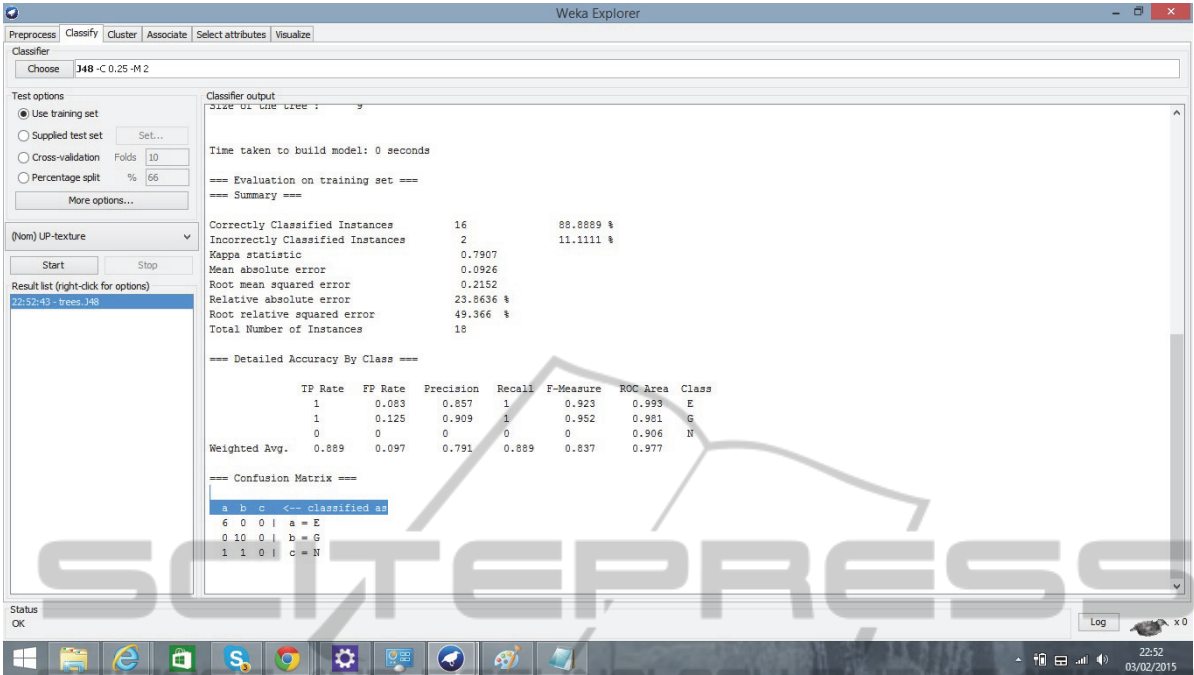 Weka Explorer
Preprocess Classify Cluster Associate Select attributes Visualize
Classifier
Choose J48 -C 0.25 -M 2
Test options
Use training set
Supplied test set Set...
Cross-validation Folds 10
Percentage split % 66
More options...
(Nom) UP-texture
Start Stop
Result list (right-click for options)
22:52:43 - trees.J48
Classifier output
Size of the tree : 9
Time taken to build model: 0 seconds
=== Evaluation on training set ===
=== Summary ===
Correctly Classified Instances 16 88.8889 %
Incorrectly Classified Instances 2 11.1111 %
Kappa statistic 0.7907
Mean absolute error 0.0926
Root mean squared error 0.2152
Relative absolute error 23.8636 %
Root relative squared error 49.366 %
Total Number of Instances 18
=== Detailed Accuracy By Class ===
TP Rate FP Rate Precision Recall F-Measure ROC Area Class
1 0.083 0.857 1 0.923 0.993 E
1 0.125 0.909 1 0.952 0.981 G
0 0 0 0 0 0.906 N
Weighted Avg. 0.889 0.097 0.791 0.889 0.837 0.977
=== Confusion Matrix ===
a b c <-- classified as
6 0 0 | a = E
0 10 0 | b = G
1 1 0 | c = N
SCITEPRESS
Status
OK
Log x 0
22:52
03/02/2015